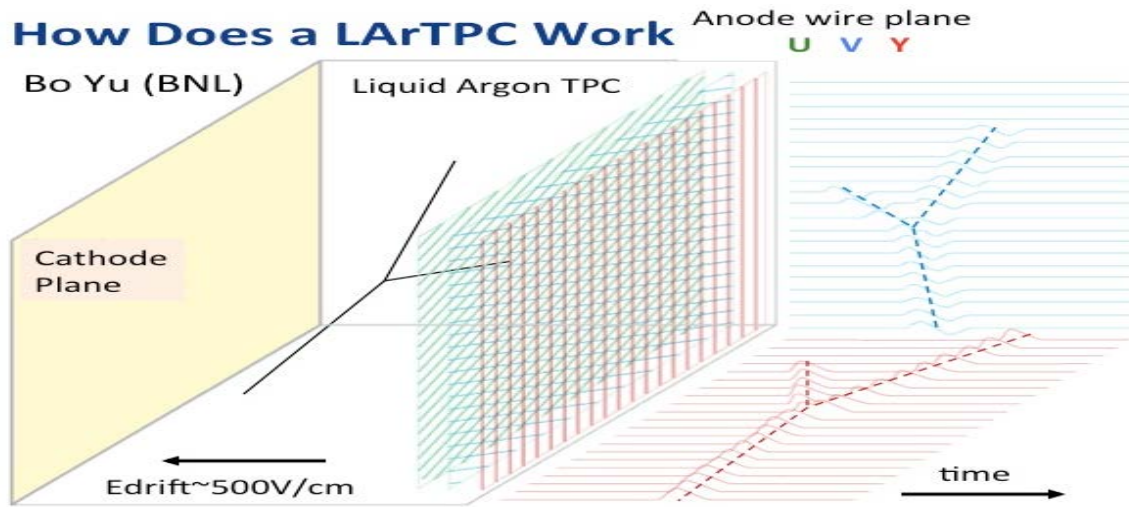 How Does a LArTPC Work
Anode wire plane
U V Y
Bo Yu (BNL)
Liquid Argon TPC
Cathode
Plane
Edrift~500V/cm
time